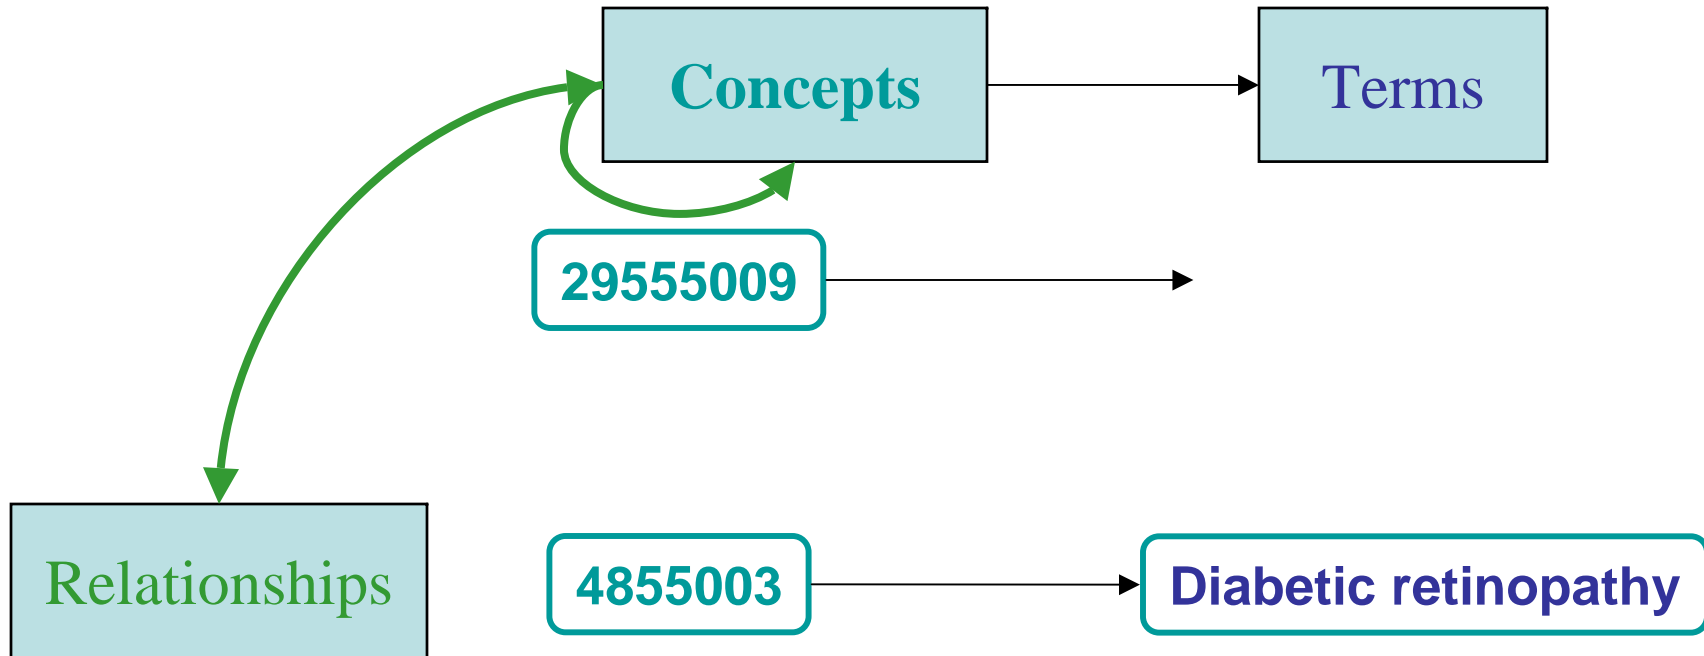 Concepts
Terms
29555009
Relationships
4855003
Diabetic retinopathy